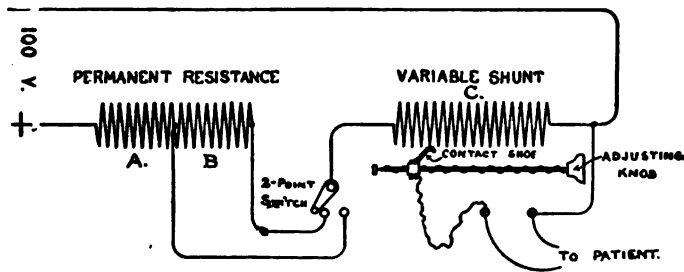 100 V.
PERMANENT RESISTANCE
VARIABLE SHUNT
C.
A.
B
CONTACT SHOE
ADJUSTING
KNOB
2-POINT
SWITCH
TO PATIENT.